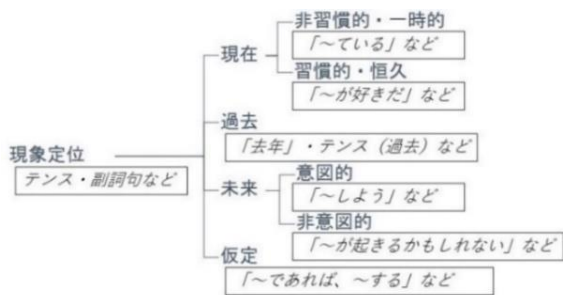 非習慣的・一時的
現在
「～ている」など
習慣的・恒久
「～が好きだ」など
過去
「去年」・テンス（過去）など
現象定位
テンス・副詞句など
意図的
未来
「～しよう」など
非意図的
「～が起きるかもしれない」など
仮定
「～であれば、～する」など